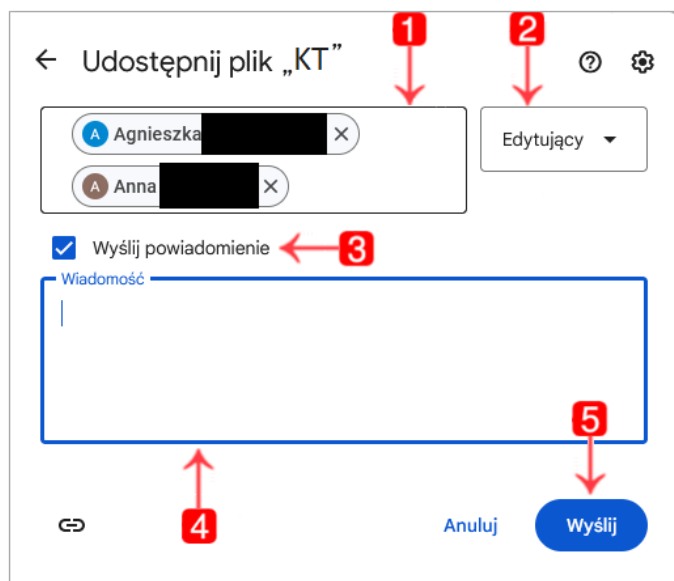 1 2
Udostępnij plik „KT”
A Agnieszka
Edytujący
A Anna
Wyślij powiadomienie 3
Wiadomość
5
4
Anuluj Wyślij